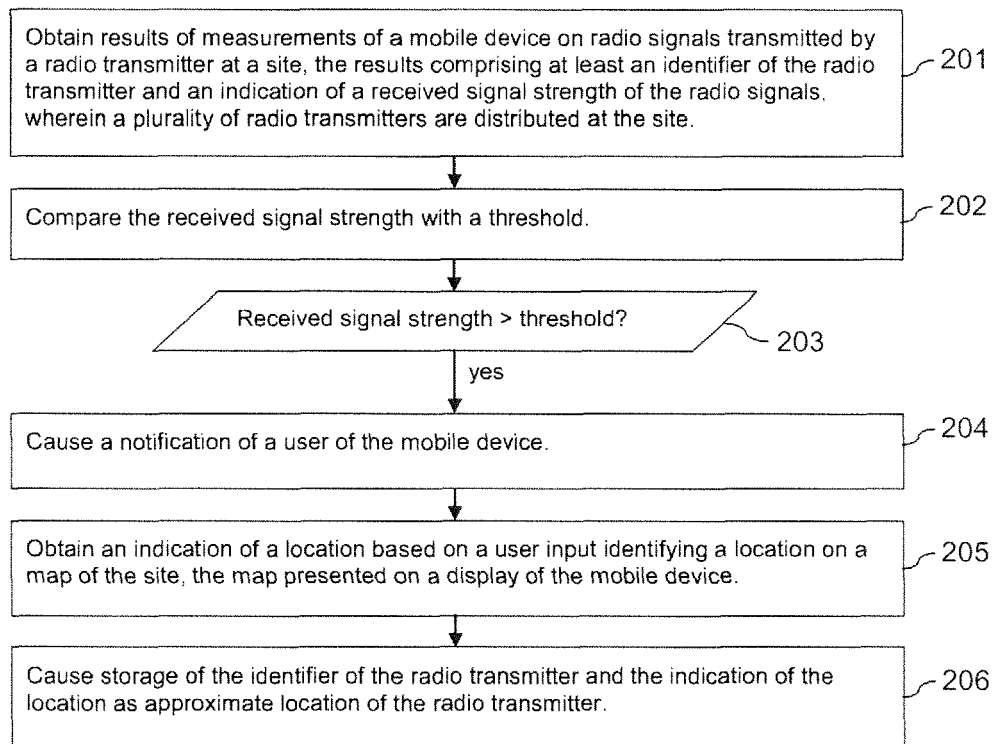 Obtain results of measurements of a mobile device on radio signals transmitted by
a radio transmitter at a site, the results comprising at least an identifier of the radio
transmitter and an indication of a received signal strength of the radio signals,
wherein a plurality of radio transmitters are distributed at the site.
201
Compare the received signal strength with a threshold.
202
Received signal strength > threshold?
203
yes
Cause a notification of a user of the mobile device.
204
Obtain an indication of a location based on a user input identifying a location on a
map of the site, the map presented on a display of the mobile device.
205
Cause storage of the identifier of the radio transmitter and the indication of the
location as approximate location of the radio transmitter.
206